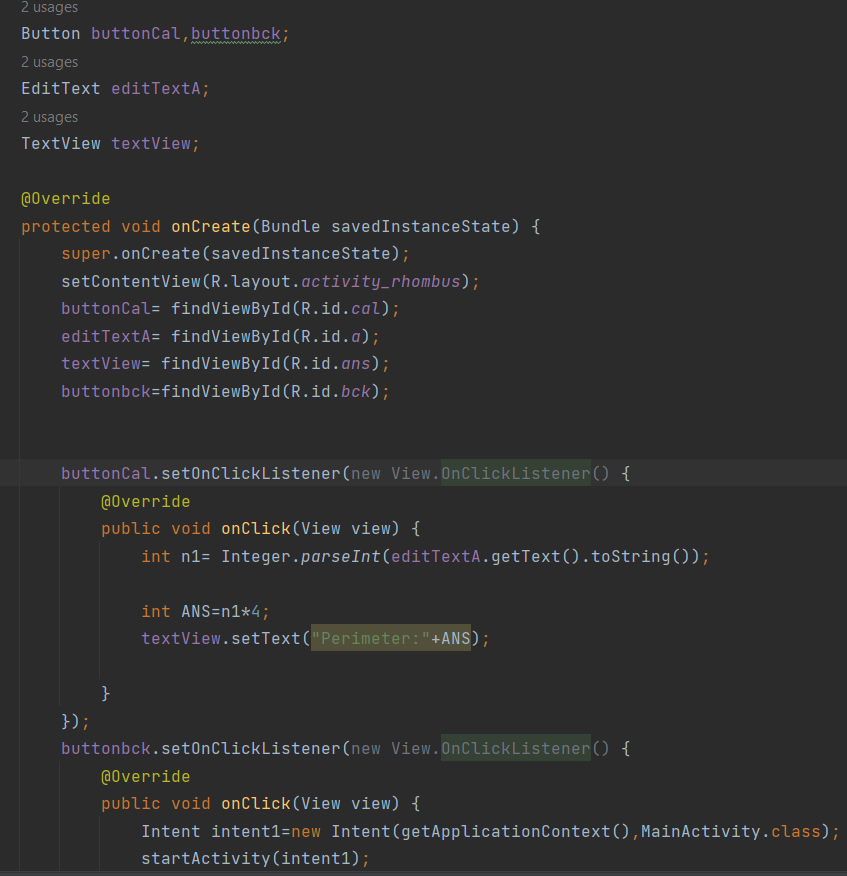 2 usages
Button buttonCal,buttonbck;
2 usages
EditText editTextA;
2 usages
TextView textView;
@Override
protected void onCreate(Bundle savedInstanceState) {
super.onCreate(savedInstanceState);
setContentView(R.layout.activity_rhombus);
buttonCal= findViewById(R.id.cal);
editTextA= findViewById(R.id.a);
textView= findViewById(R.id.ans);
buttonbck=findViewById(R.id.bck);
buttonCal.setOnClickListener(new View.OnClickListener() {
@Override
public void onClick(View view) {
int n1= Integer.parseInt(editTextA.getText().toString());
int ANS=n1*4;
textView.setText("Perimeter:"+ANS);
}
});
buttonbck.setOnClickListener(new View.OnClickListener() {
@Override
public void onClick(View view) {
Intent intent1=new Intent(getApplicationContext(),MainActivity.class);
startActivity(intent1);